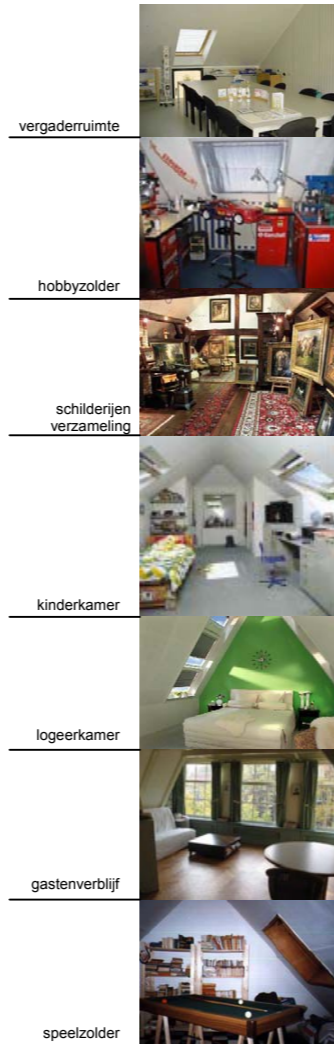 vergaderruimte
hobbyzolder
schilderijen
verzameling
kinderkamer
logeerkamer
gastenverblijf
speelzolder